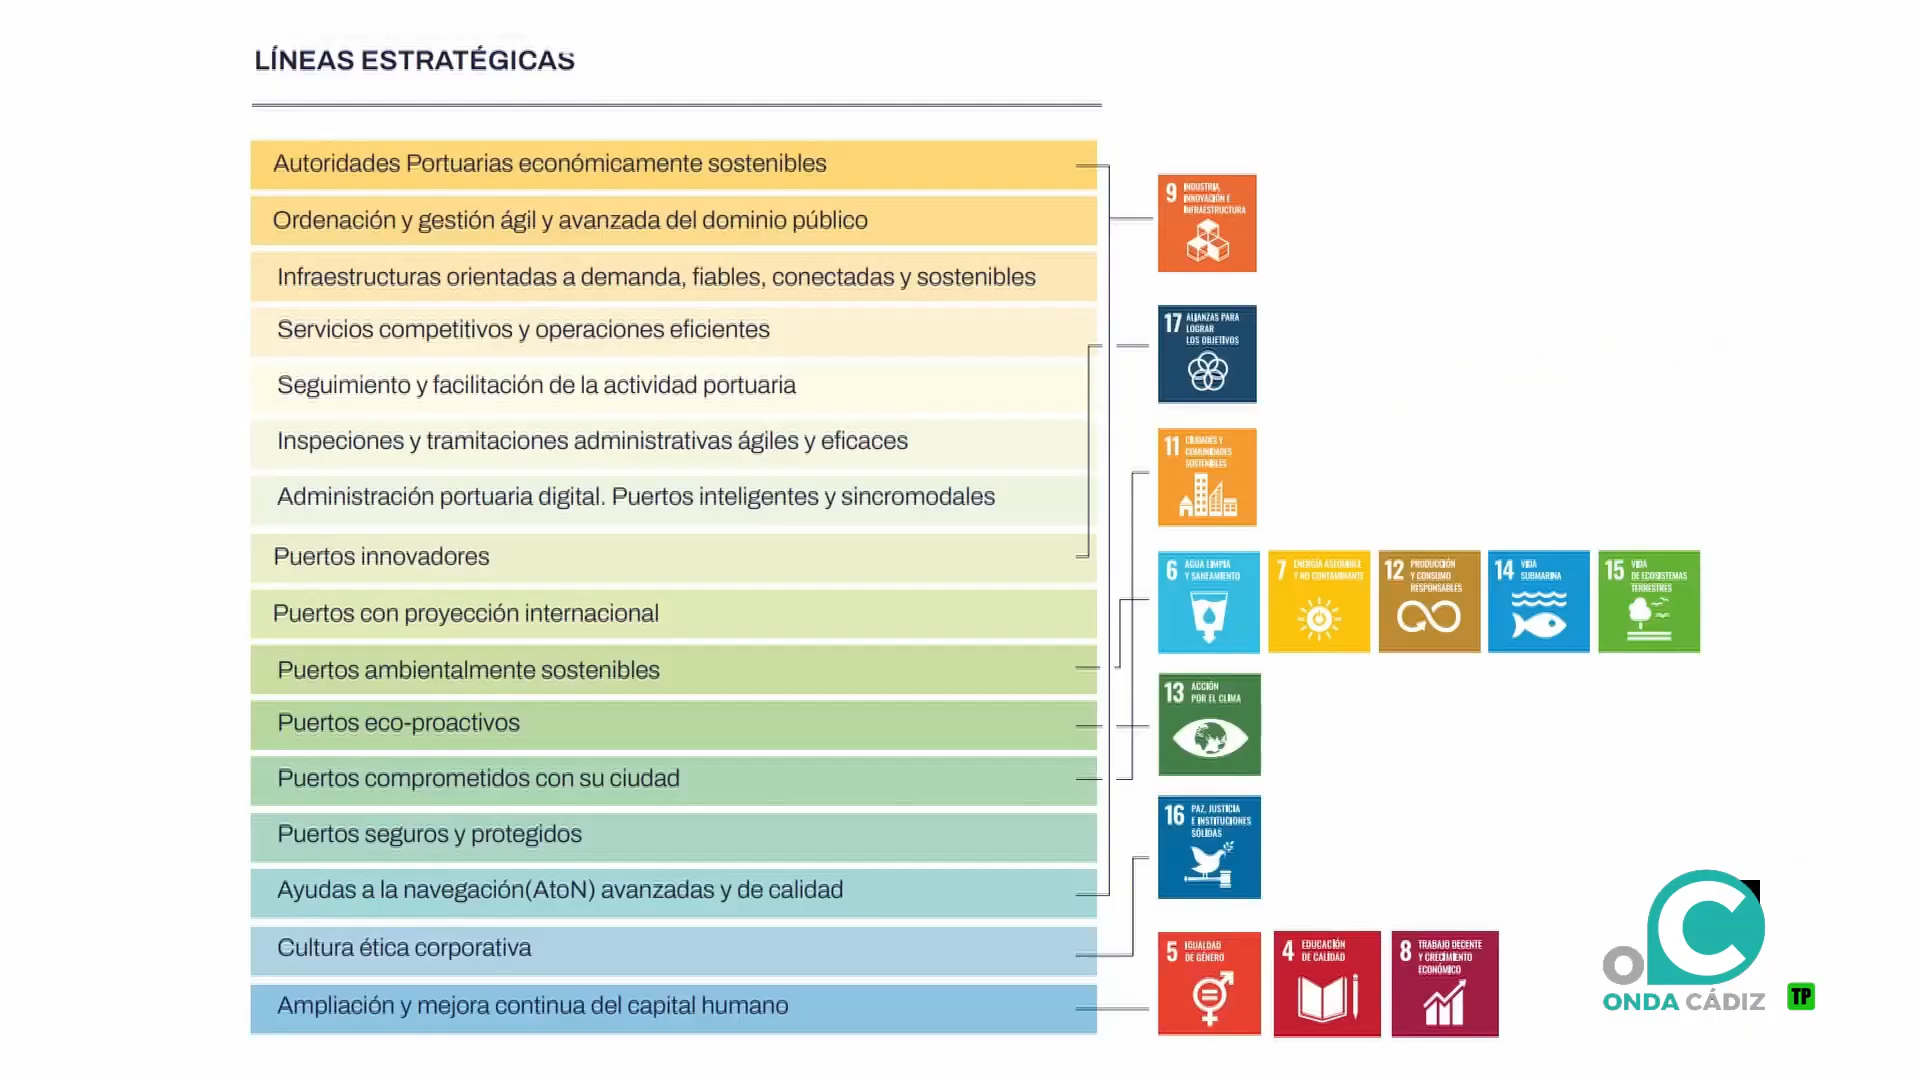 LÍNEAS ESTRATÉGICAS
Autoridades Portuarias económicamente sostenibles
Ordenación y gestión ágil y avanzada del dominio público
Infraestructuras orientadas a demanda, fiables, conectadas y sostenibles
Servicios competitivos y operaciones eficientes
Seguimiento y facilitación de la actividad portuaria
Inspeciones y tramitaciones administrativas ágiles y eficaces
Administración portuaria digital. Puertos inteligentes y sincromodales
Puertos innovadores
Puertos con proyección internacional
Puertos ambientalmente sostenibles
Puertos eco-proactivos
Puertos comprometidos con su ciudad
Puertos seguros y protegidos
Ayudas a la navegación(AtoN) avanzadas y de calidad
Cultura ética corporativa
Ampliación y mejora continua del capital humano
9 INDUSTRIA,
INNOVACIÓN E
INFRAESTRUCTURA
17 ALIANZAS PARA
LOGRAR
LOS OBJETIVOS
11 CIUDADES Y
COMUNIDADES
SOSTENIBLES
6 AGUA LIMPIA
Y SANEAMIENTO
7 ENERGÍA ASEQUIBLE
Y NO CONTAMINANTE
12 PRODUCCIÓN
Y CONSUMO
RESPONSABLES
14 VIDA
SUBMARINA
15 VIDA
DE ECOSISTEMAS
TERRESTRES
13 ACCIÓN
POR EL CLIMA
16 PAZ, JUSTICIA
E INSTITUCIONES
SÓLIDAS
5 IGUALDAD
DE GÉNERO
4 EDUCACIÓN
DE CALIDAD
8 TRABAJO DECENTE
Y CRECIMIENTO
ECONÓMICO
OC
ONDA CÁDIZ
TP